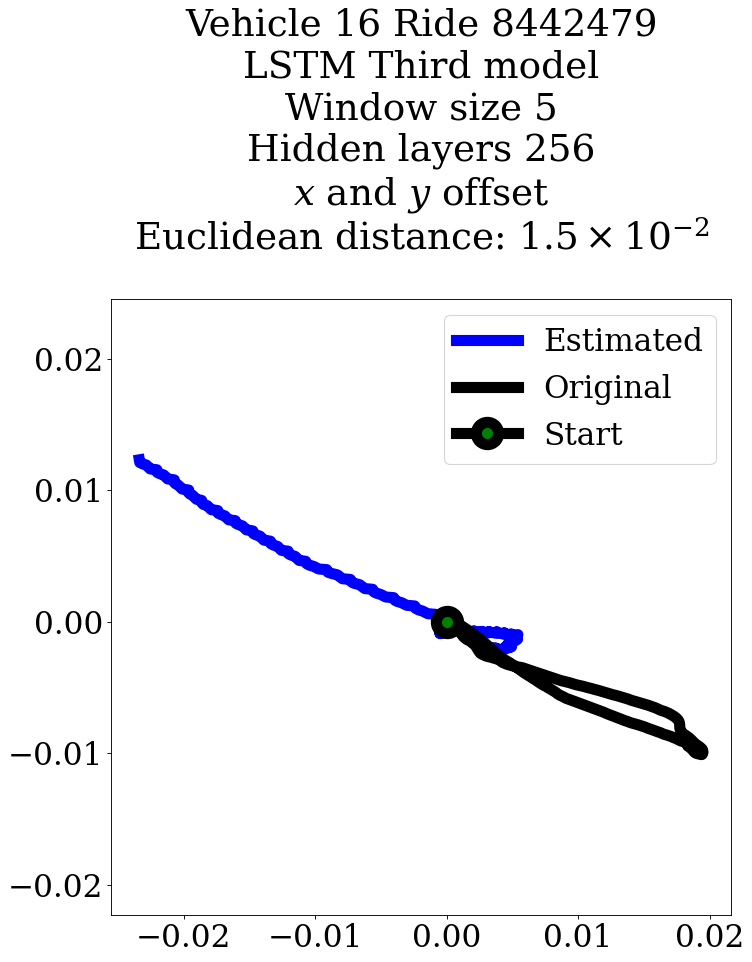 Vehicle 16 Ride 8442479
LSTM Third model
Window size 5
Hidden layers 256
x and y offset
Euclidean distance: 1.5 × 10⁻²
Estimated
Original
Start
0.02
0.01
0.00
−0.01
−0.02
−0.02 −0.01 0.00 0.01 0.02